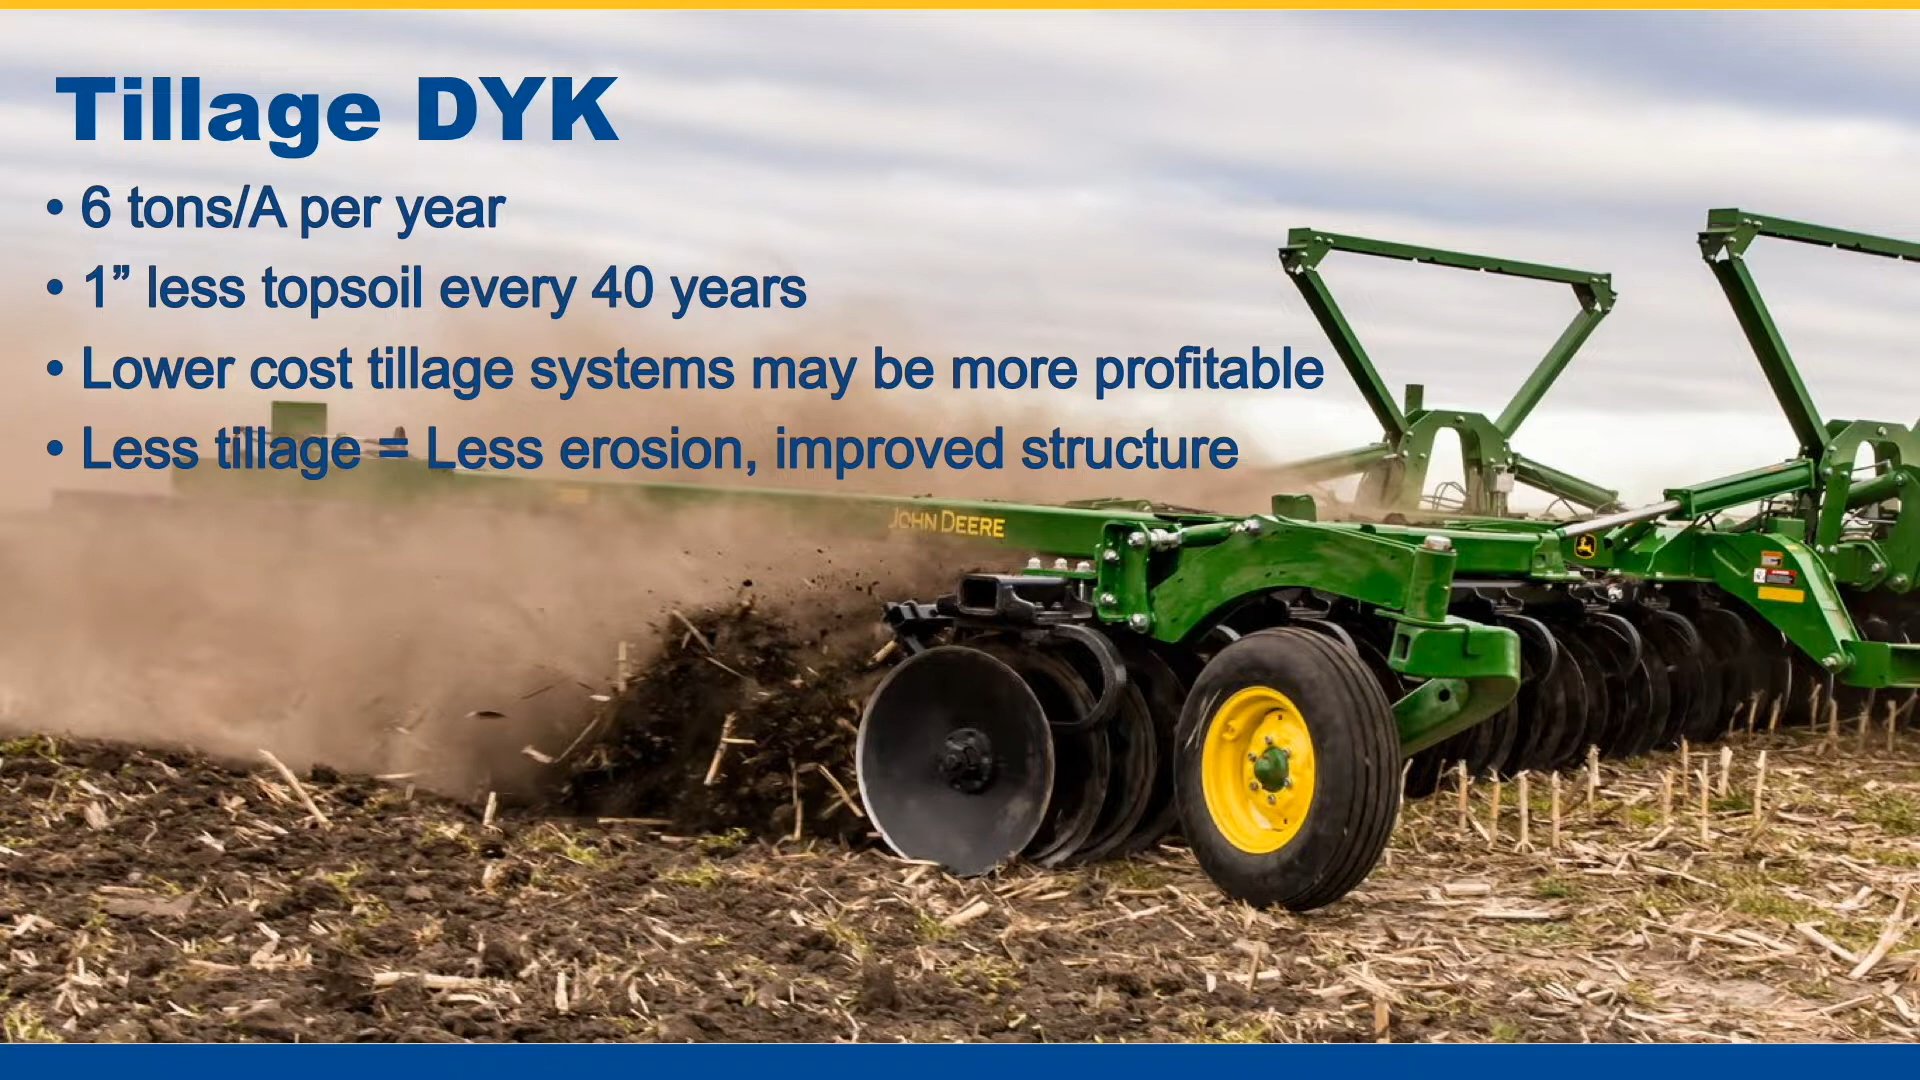 Tillage DYK
• 6 tons/A per year
• 1” less topsoil every 40 years
• Lower cost tillage systems may be more profitable
• Less tillage = Less erosion, improved structure
JOHN DEERE